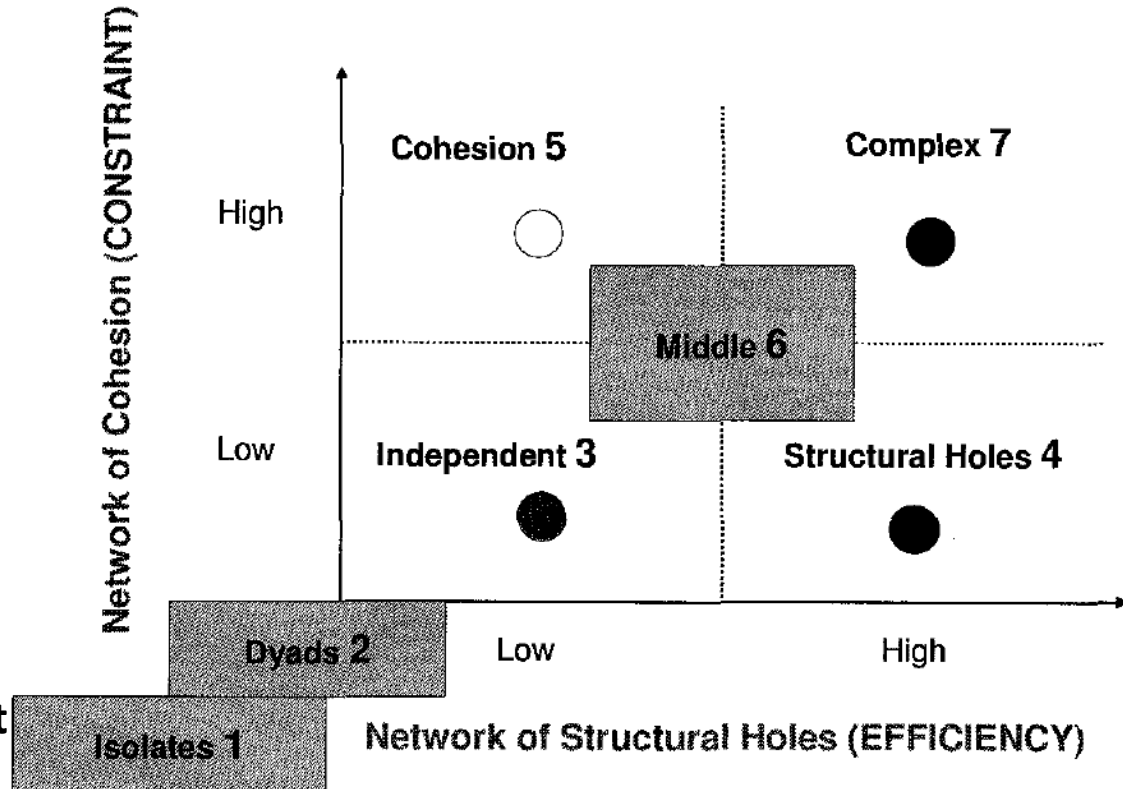 Network of Cohesion (CONSTRAINT)
Cohesion 5
Complex 7
High
Middle 6
Low
Independent 3
Structural Holes 4
Dyads 2
Low
High
t
Isolates 1
Network of Structural Holes (EFFICIENCY)